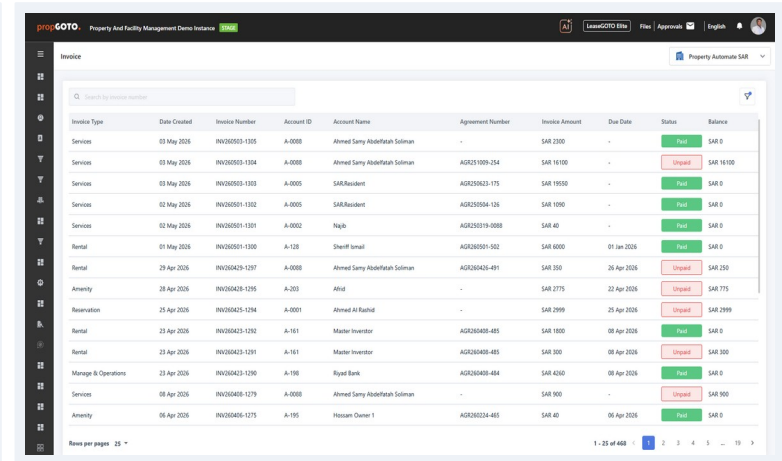 propGOTO. Property And Facility Management Demo Instance STAGE AI LeaseGOTO Elite Files Approvals English
Invoice Property Automate SAR
Search by invoice number
Invoice Type Date Created Invoice Number Account ID Account Name Agreement Number Invoice Amount Due Date Status Balance
Services 03 May 2026 INV260503-1305 A-0088 Ahmed Samy Abdelfatah Soliman - SAR 2300 - Paid SAR 0
Services 03 May 2026 INV260503-1304 A-0088 Ahmed Samy Abdelfatah Soliman AGR251009-254 SAR 16100 - Unpaid SAR 16100
Services 03 May 2026 INV260503-1303 A-0005 SAR.Resident AGR250623-175 SAR 19550 - Paid SAR 0
Services 02 May 2026 INV260501-1302 A-0005 SAR.Resident AGR250504-126 SAR 1090 - Paid SAR 0
Services 02 May 2026 INV260501-1301 A-0002 Najib AGR250319-0088 SAR 40 - Paid SAR 0
Rental 01 May 2026 INV260501-1300 A-128 Sheriff Ismail AGR260501-502 SAR 6000 01 Jan 2026 Paid SAR 0
Rental 29 Apr 2026 INV260429-1297 A-0088 Ahmed Samy Abdelfatah Soliman AGR260426-491 SAR 350 26 Apr 2026 Unpaid SAR 250
Amenity 28 Apr 2026 INV260428-1295 A-203 Afrid - SAR 2775 22 Apr 2026 Unpaid SAR 775
Reservation 25 Apr 2026 INV260425-1294 A-0001 Ahmed Al Rashid - SAR 2999 25 Apr 2026 Unpaid SAR 2999
Rental 23 Apr 2026 INV260423-1292 A-161 Master Inverstor AGR260408-485 SAR 1800 08 Apr 2026 Paid SAR 0
Rental 23 Apr 2026 INV260423-1291 A-161 Master Inverstor AGR260408-485 SAR 300 08 Apr 2026 Unpaid SAR 300
Manage & Operations 23 Apr 2026 INV260423-1290 A-198 Riyad Bank AGR260408-484 SAR 4260 08 Apr 2026 Paid SAR 0
Services 08 Apr 2026 INV260408-1279 A-0088 Ahmed Samy Abdelfatah Soliman - SAR 900 - Unpaid SAR 900
Amenity 06 Apr 2026 INV260406-1275 A-195 Hossam Owner 1 AGR260224-465 SAR 40 06 Apr 2026 Paid SAR 0
Rows per pages 25 1 - 25 of 468 1 2 3 4 5 ... 19